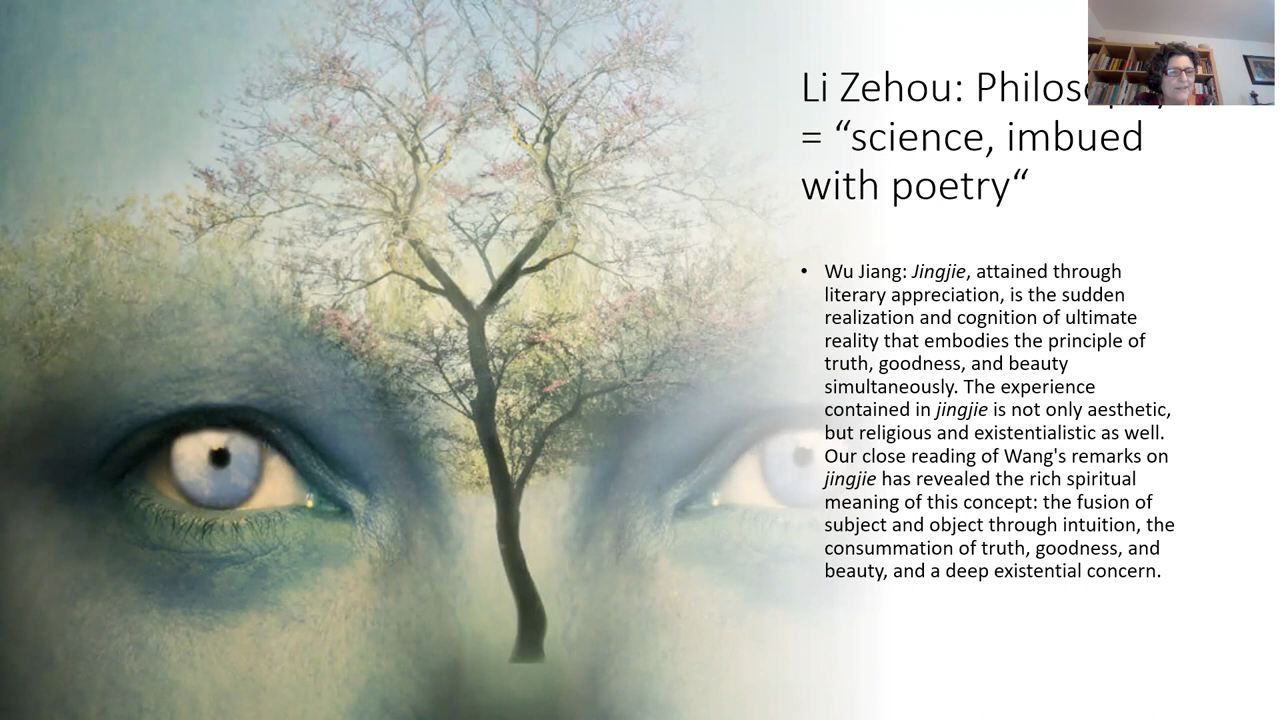 Li Zehou:
= “science, imbued
with poetry“
• Wu Jiang: Jingjie, attained through
literary appreciation, is the sudden
realization and cognition of ultimate
reality that embodies the principle of
truth, goodness, and beauty
simultaneously. The experience
contained in jingjie is not only aesthetic,
but religious and existentialistic as well.
Our close reading of Wang's remarks on
jingjie has revealed the rich spiritual
meaning of this concept: the fusion of
subject and object through intuition, the
consummation of truth, goodness, and
beauty, and a deep existential concern.